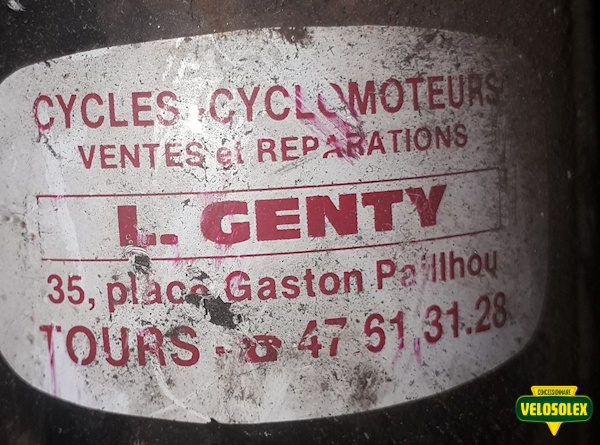 CYCLES - CYCLOMOTEURS
VENTES et REPARATIONS
L. GENTY
35, place Gaston Paillhou
TOURS - ☎ 47 61.31.28
CONCESSIONNAIRE
VELOSOLEX